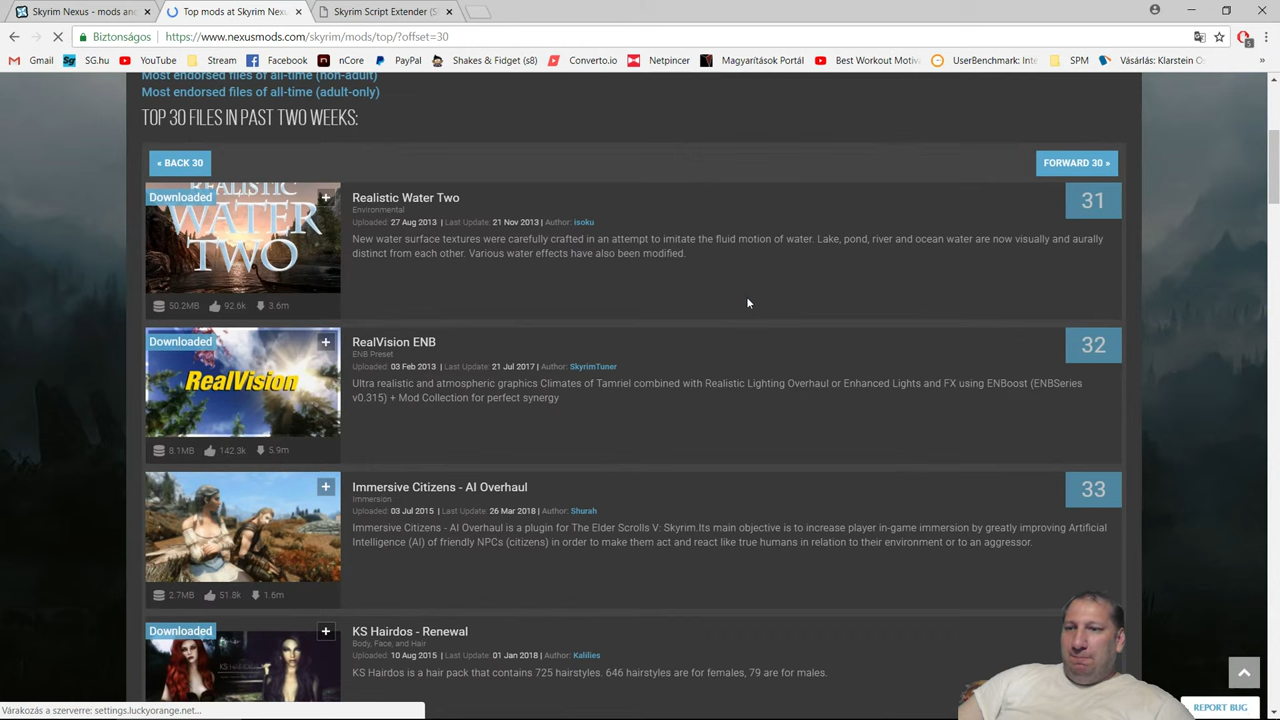 Skyrim Nexus - mods and
Top mods at Skyrim Nexus
Skyrim Script Extender (S
Biztonságos
https://www.nexusmods.com/skyrim/mods/top/?offset=30
5
Gmail
SG.hu
YouTube
Stream
Facebook
nCore
PayPal
Shakes & Fidget (s8)
Converto.io
Netpincer
Magyarítások Portál
Best Workout Motiva
UserBenchmark: Inte
SPM
Vásárlás: Klarstein O
Most endorsed files of all-time (non-adult)
Most endorsed files of all-time (adult-only)
TOP 30 FILES IN PAST TWO WEEKS:
« BACK 30
FORWARD 30 »
Downloaded
REALISTIC
WATER
TWO
+
Realistic Water Two
31
Environmental
Uploaded: 27 Aug 2013 | Last Update: 21 Nov 2013 | Author: isoku
New water surface textures were carefully crafted in an attempt to imitate the fluid motion of water. Lake, pond, river and ocean water are now visually and aurally
distinct from each other. Various water effects have also been modified.
50.2MB 92.6k 3.6m
Downloaded
RealVision
+
RealVision ENB
32
ENB Preset
Uploaded: 03 Feb 2013 | Last Update: 21 Jul 2017 | Author: SkyrimTuner
Ultra realistic and atmospheric graphics Climates of Tamriel combined with Realistic Lighting Overhaul or Enhanced Lights and FX using ENBoost (ENBSeries
v0.315) + Mod Collection for perfect synergy
8.1MB 142.3k 5.9m
+
Immersive Citizens - AI Overhaul
33
Immersion
Uploaded: 03 Jul 2015 | Last Update: 26 Mar 2018 | Author: Shurah
Immersive Citizens - AI Overhaul is a plugin for The Elder Scrolls V: Skyrim.Its main objective is to increase player in-game immersion by greatly improving Artificial
Intelligence (AI) of friendly NPCs (citizens) in order to make them act and react like true humans in relation to their environment or to an aggressor.
2.7MB 51.8k 1.6m
Downloaded
KS HAIRDOS
+
KS Hairdos - Renewal
Body, Face, and Hair
Uploaded: 10 Aug 2015 | Last Update: 01 Jan 2018 | Author: Kalilies
KS Hairdos is a hair pack that contains 725 hairstyles. 646 hairstyles are for females, 79 are for males.
REPORT BUG
Várakozás a szerverre: settings.luckyorange.net...